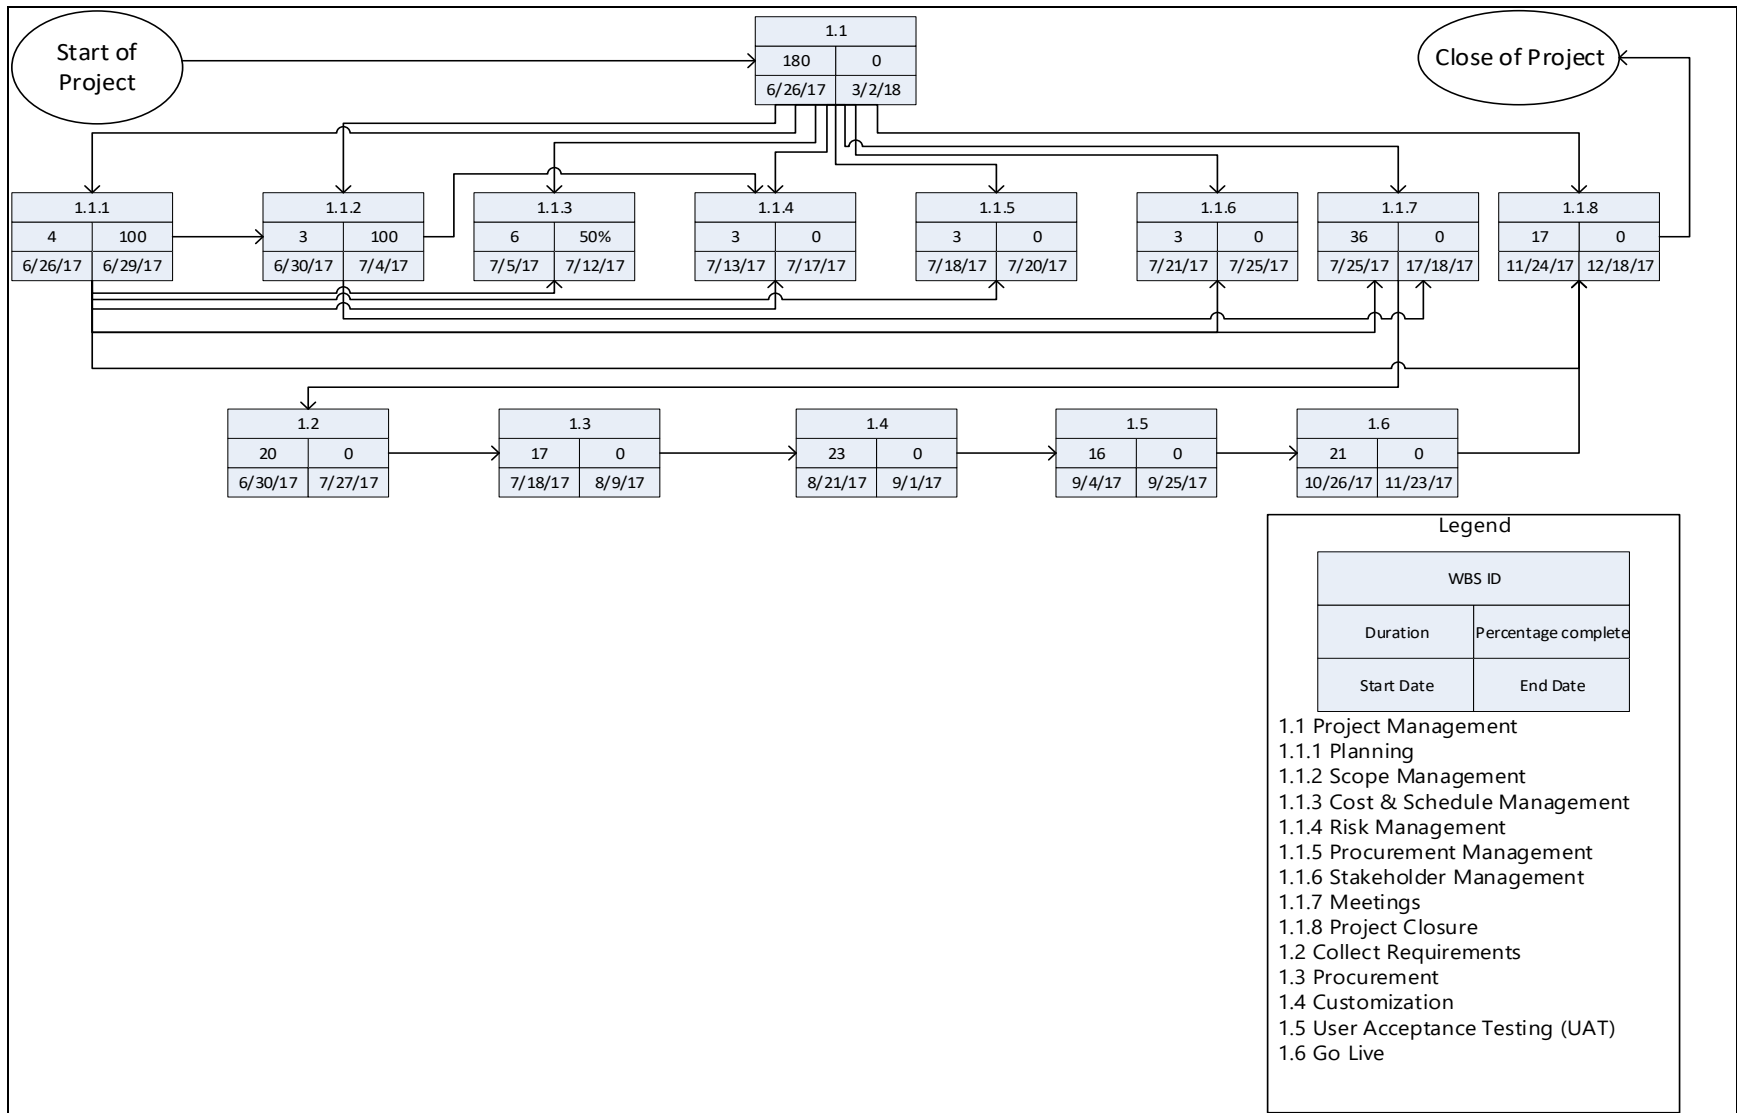 Start of
Project
1.1
180 0
6/26/17 3/2/18
Close of Project
1.1.1
4 100
6/26/17 6/29/17
1.1.2
3 100
6/30/17 7/4/17
1.1.3
6 50%
7/5/17 7/12/17
1.1.4
3 0
7/13/17 7/17/17
1.1.5
3 0
7/18/17 7/20/17
1.1.6
3 0
7/21/17 7/25/17
1.1.7
36 0
7/25/17 17/18/17
1.1.8
17 0
11/24/17 12/18/17
1.2
20 0
6/30/17 7/27/17
1.3
17 0
7/18/17 8/9/17
1.4
23 0
8/21/17 9/1/17
1.5
16 0
9/4/17 9/25/17
1.6
21 0
10/26/17 11/23/17
Legend
WBS ID
Duration Percentage complete
Start Date End Date
1.1 Project Management
1.1.1 Planning
1.1.2 Scope Management
1.1.3 Cost & Schedule Management
1.1.4 Risk Management
1.1.5 Procurement Management
1.1.6 Stakeholder Management
1.1.7 Meetings
1.1.8 Project Closure
1.2 Collect Requirements
1.3 Procurement
1.4 Customization
1.5 User Acceptance Testing (UAT)
1.6 Go Live